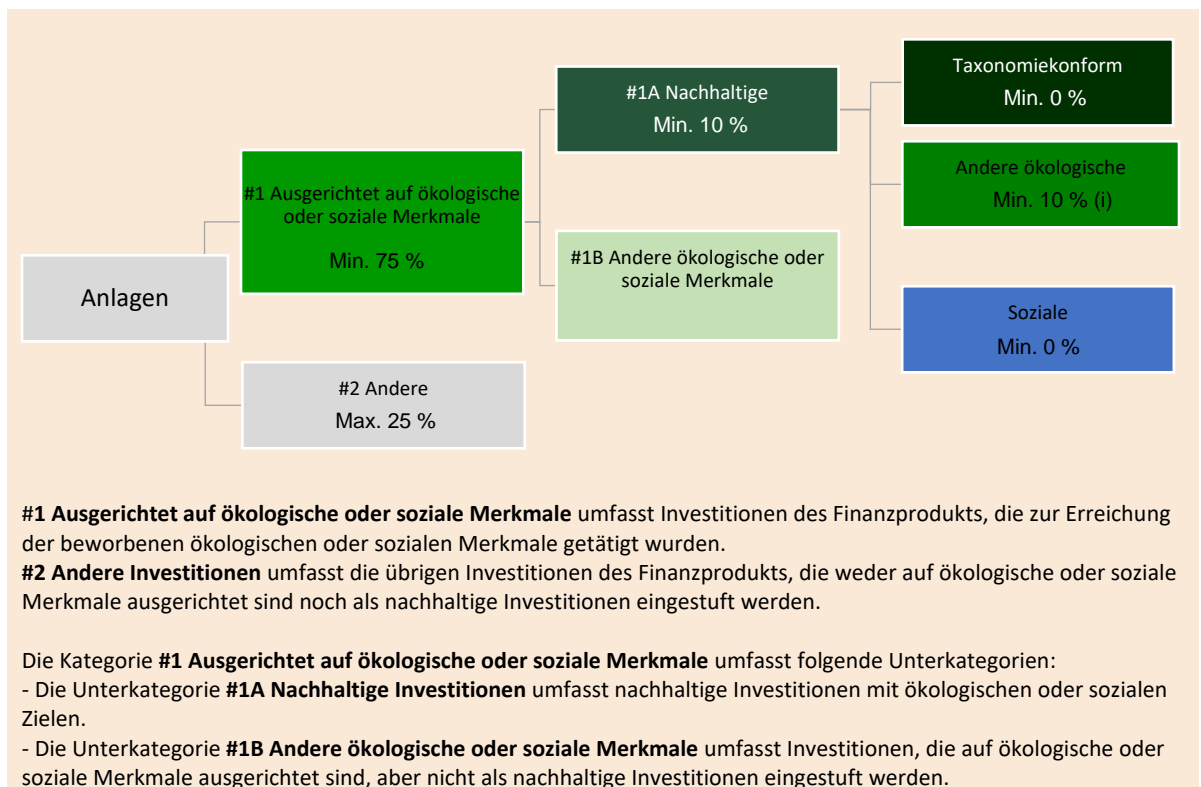 Anlagen
#1 Ausgerichtet auf ökologische
oder soziale Merkmale
Min. 75 %
#2 Andere
Max. 25 %
#1A Nachhaltige
Min. 10 %
#1B Andere ökologische oder
soziale Merkmale
Taxonomiekonform
Min. 0 %
Andere ökologische
Min. 10 % (i)
Soziale
Min. 0 %
#1 Ausgerichtet auf ökologische oder soziale Merkmale umfasst Investitionen des Finanzprodukts, die zur Erreichung
der beworbenen ökologischen oder sozialen Merkmale getätigt wurden.
#2 Andere Investitionen umfasst die übrigen Investitionen des Finanzprodukts, die weder auf ökologische oder soziale
Merkmale ausgerichtet sind noch als nachhaltige Investitionen eingestuft werden.
Die Kategorie #1 Ausgerichtet auf ökologische oder soziale Merkmale umfasst folgende Unterkategorien:
- Die Unterkategorie #1A Nachhaltige Investitionen umfasst nachhaltige Investitionen mit ökologischen oder sozialen
Zielen.
- Die Unterkategorie #1B Andere ökologische oder soziale Merkmale umfasst Investitionen, die auf ökologische oder
soziale Merkmale ausgerichtet sind, aber nicht als nachhaltige Investitionen eingestuft werden.